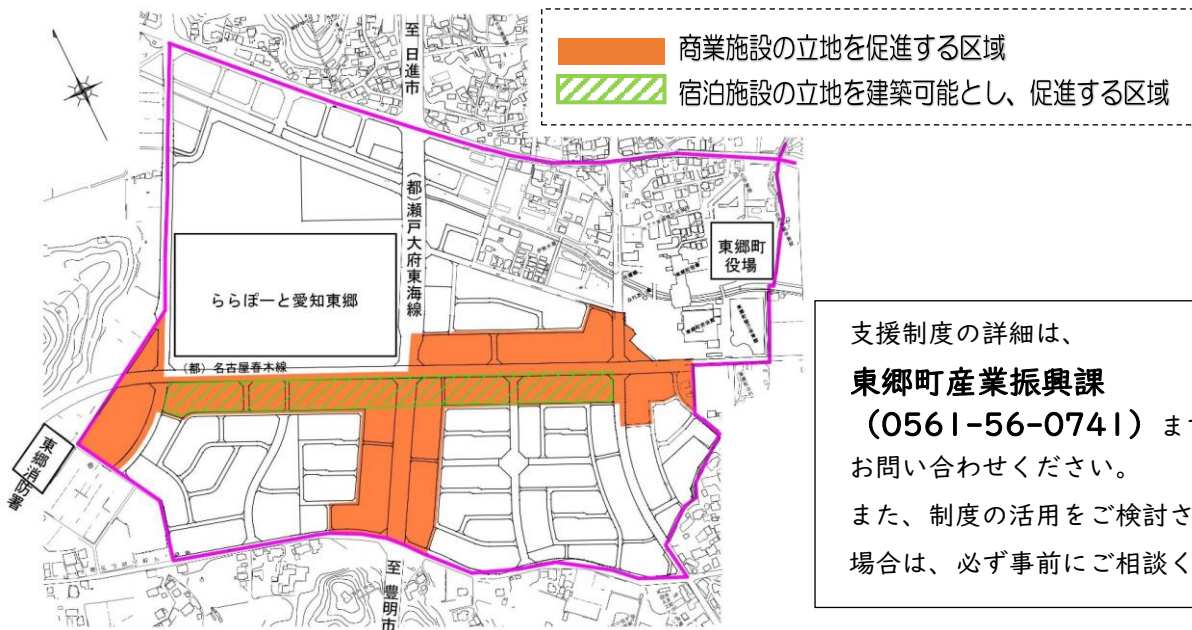 商業施設の立地を促進する区域
宿泊施設の立地を建築可能とし、促進する区域
至 日進市
(都)瀬戸大府東海線
東郷町
役場
ららぽーと愛知東郷
(都)名古屋春木線
東郷消防署
至 豊明市
支援制度の詳細は、
東郷町産業振興課
(0561-56-0741)ま
お問い合わせください。
また、制度の活用をご検討さ
場合は、必ず事前にご相談く